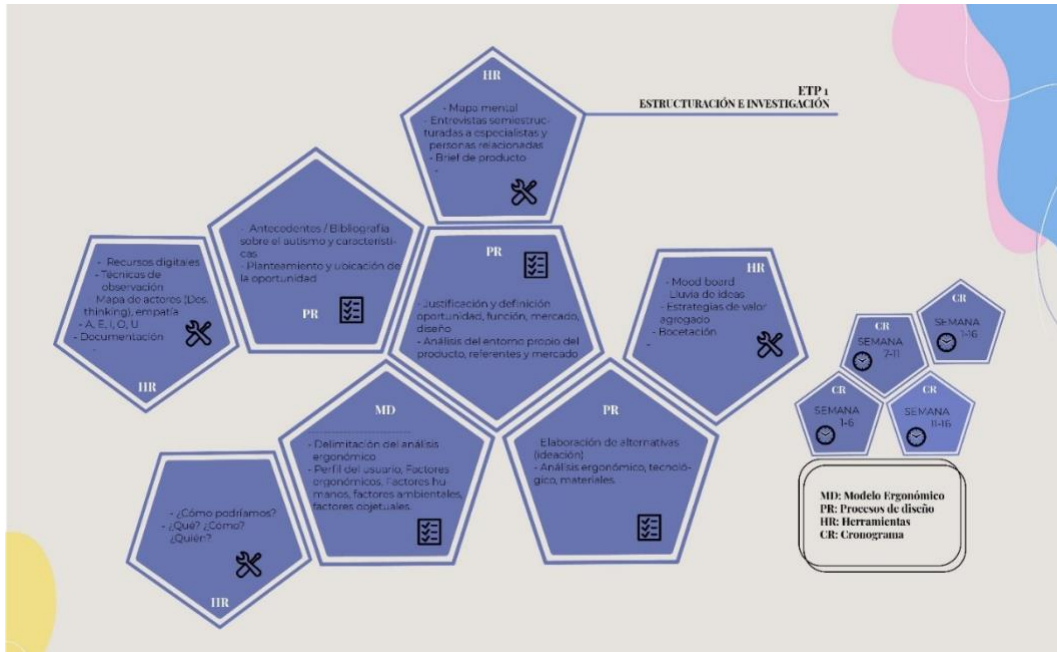 HR
- Mapa mental
- Entrevistas semiestruc-
turadas a especialistas y
personas relacionadas
- Brief de producto
-
ETP 1
ESTRUCTURACIÓN E INVESTIGACIÓN
- Antecedentes / Bibliografía
sobre el autismo y característi-
cas
- Planteamiento y ubicación de
la oportunidad
PR
- Recursos digitales
- Técnicas de
observación
Mapa de actores (Des.
thinking), empatía
- A, E, I, O, U
- Documentación
-
HR
PR
- Justificación y definición
oportunidad, función, mercado,
diseño
- Análisis del entorno propio del
producto, referentes y mercado
HR
- Mood board
Lluvia de ideas
- Estrategias de valor
agregado
- Bocetación
-
MD
- Delimitación del análisis
ergonómico
- Perfil del usuario, Factores
ergonómicos, Factores hu
manos, factores ambientales,
factores objetuales.
PR
Elaboración de alternativas
(ideación)
- Análisis ergonómico, tecnoló-
gico, materiales.
- ¿Cómo podríamos?
- ¿Qué? ¿Cómo?
¿Quién?
HR
CR
SEMANA
1-16
CR
SEMANA
7-11
CR
SEMANA
1-6
CR
SEMANA
11-16
MD: Modelo Ergonómico
PR: Procesos de diseño
HR: Herramientas
CR: Cronograma